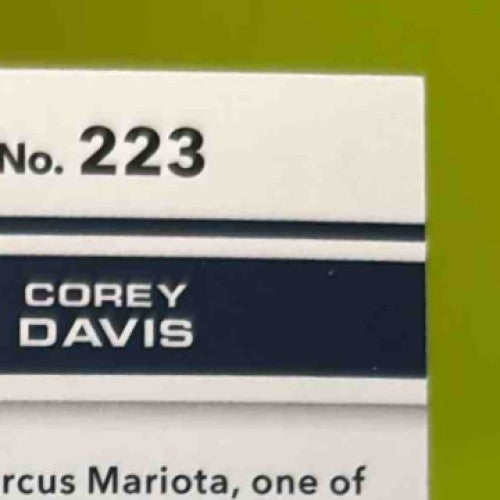 No. 223
COREY
DAVIS
rcus Mariota, one of